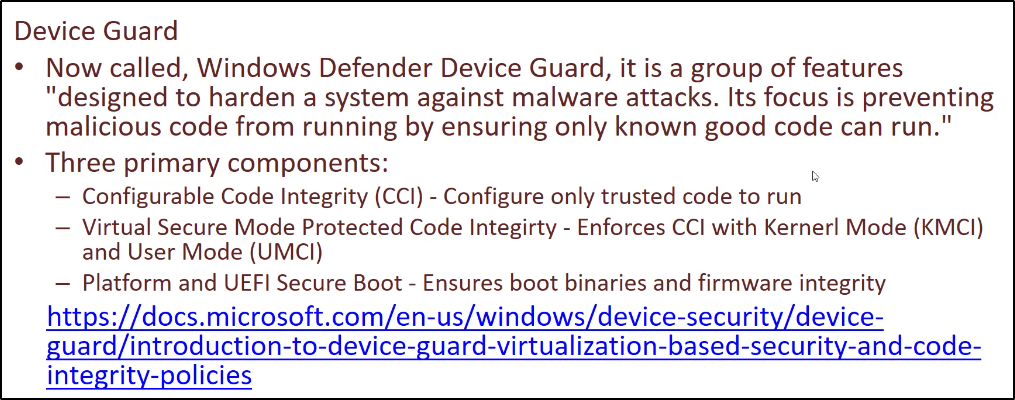 Device Guard
• Now called, Windows Defender Device Guard, it is a group of features
"designed to harden a system against malware attacks. Its focus is preventing
malicious code from running by ensuring only known good code can run."
• Three primary components:
– Configurable Code Integrity (CCI) - Configure only trusted code to run
– Virtual Secure Mode Protected Code Integirty - Enforces CCI with Kernerl Mode (KMCI)
and User Mode (UMCI)
– Platform and UEFI Secure Boot - Ensures boot binaries and firmware integrity
https://docs.microsoft.com/en-us/windows/device-security/device-
guard/introduction-to-device-guard-virtualization-based-security-and-code-
integrity-policies